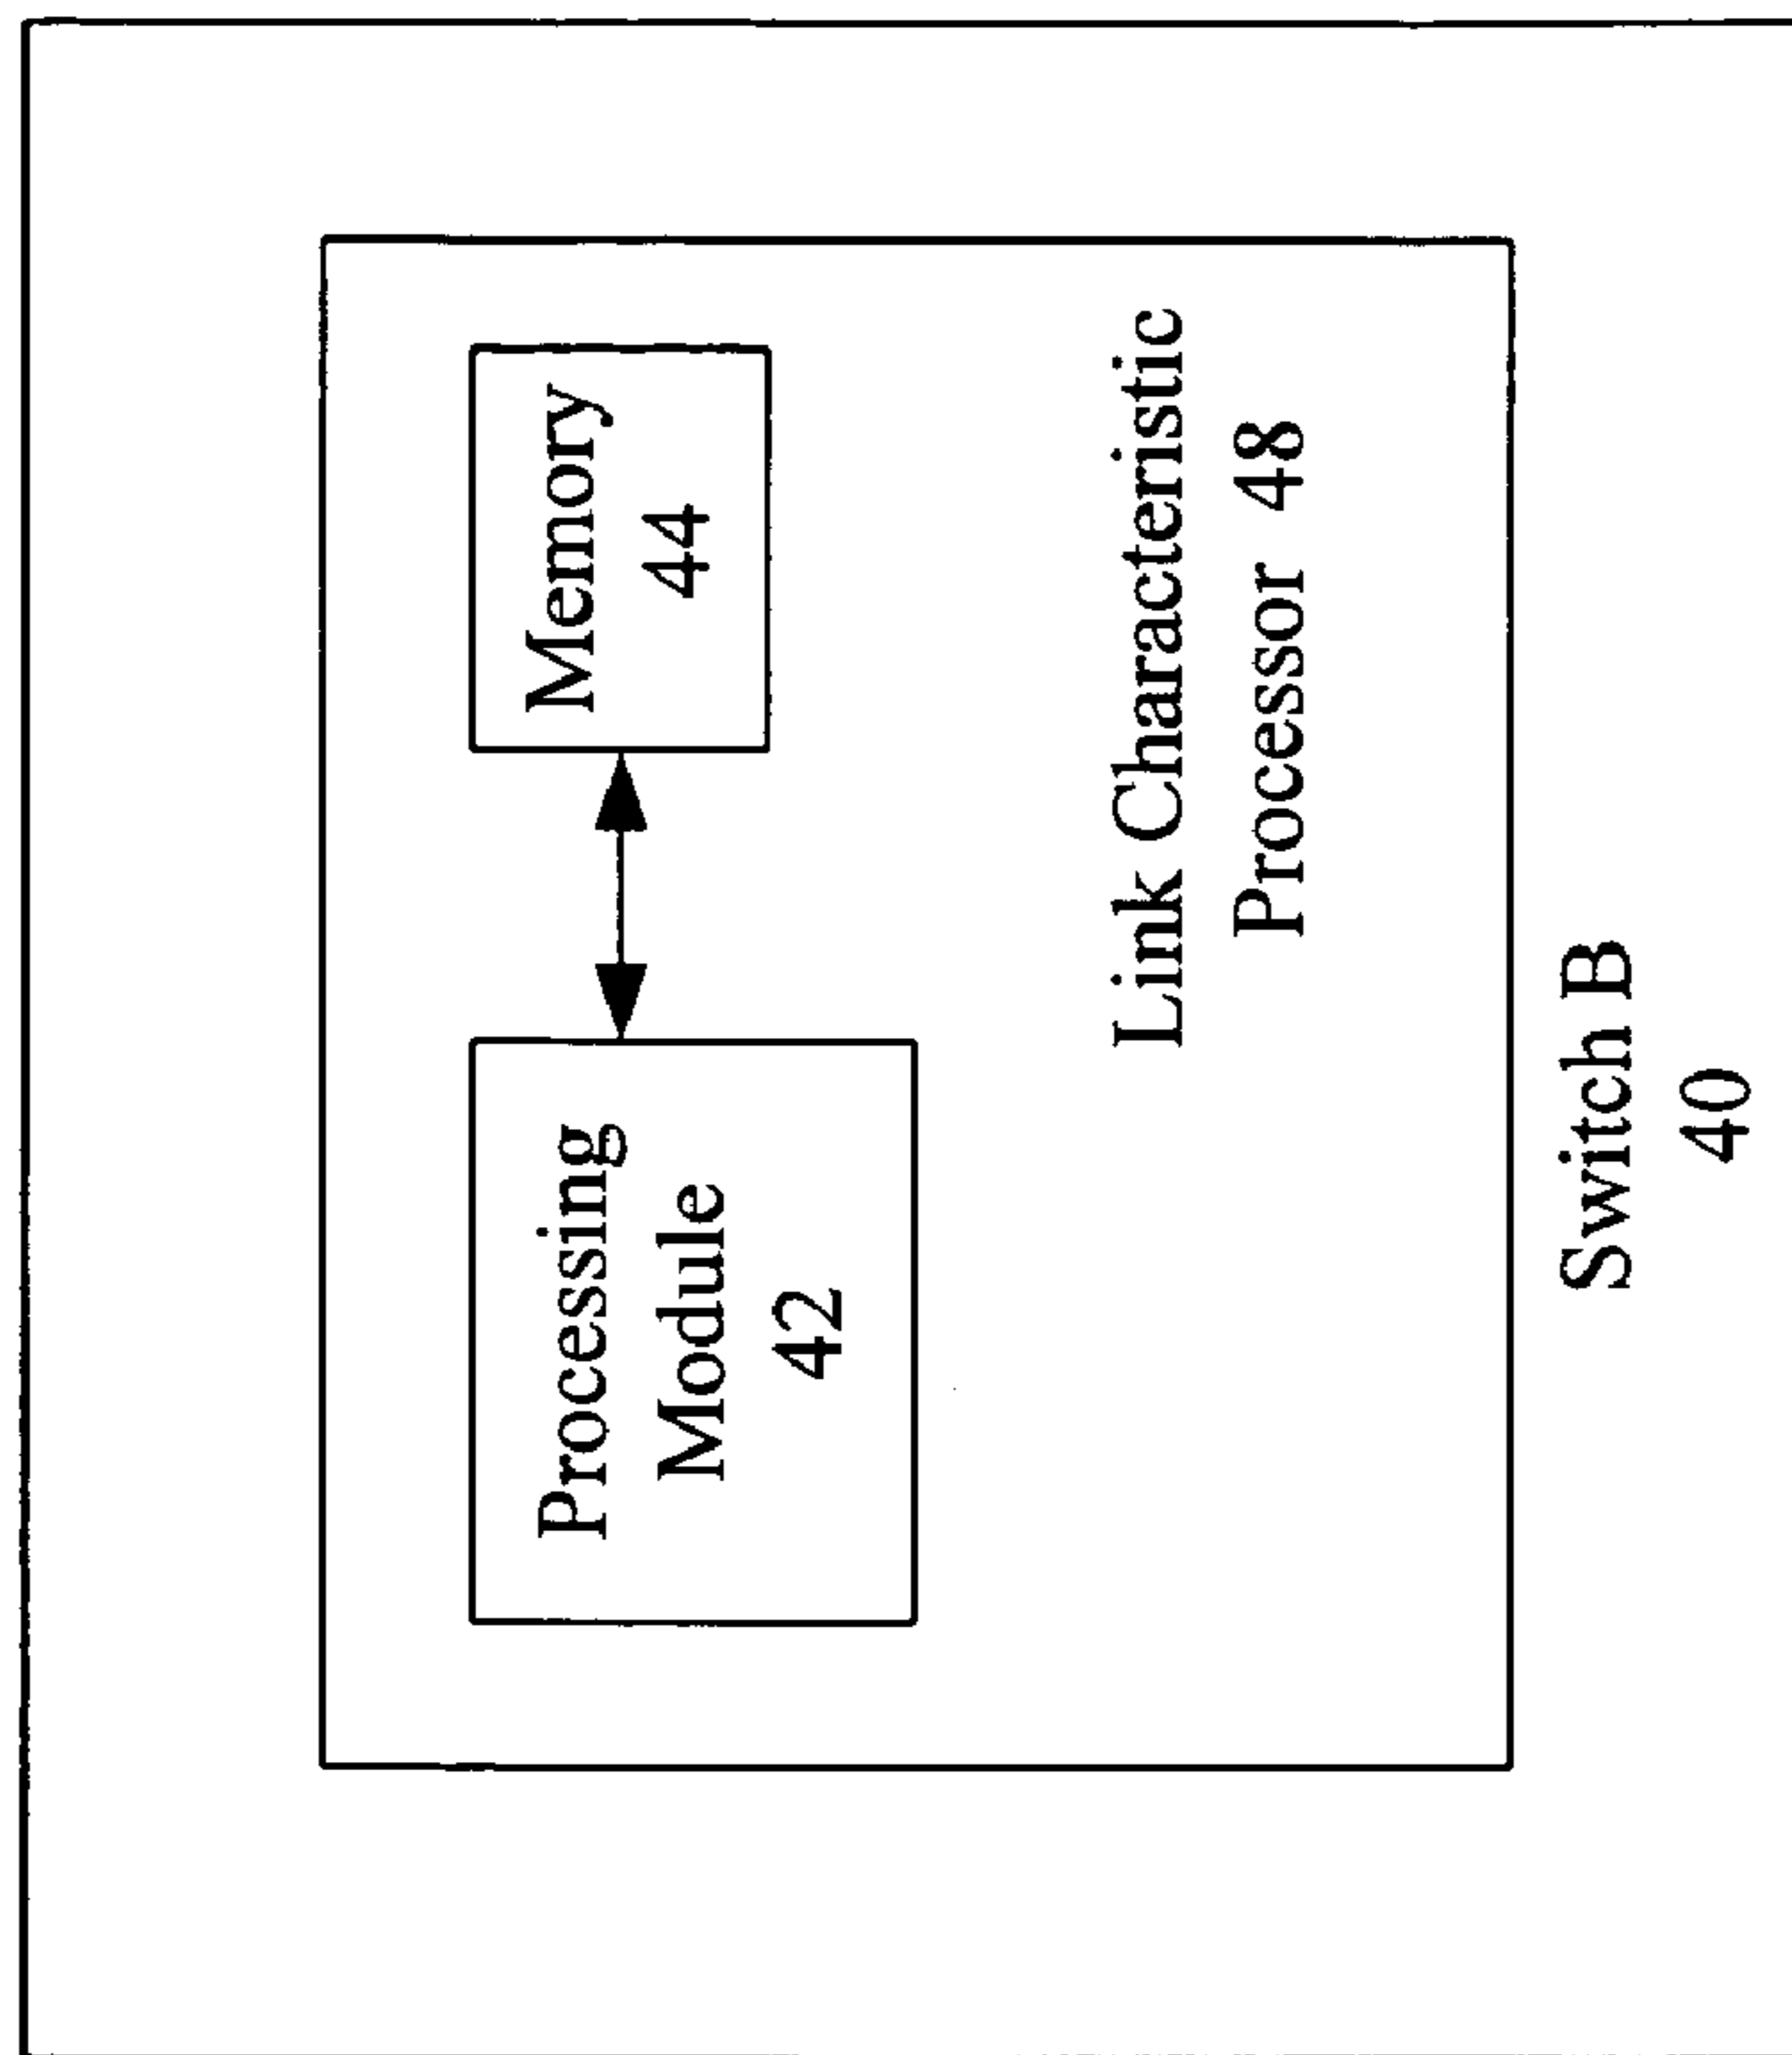 Processing
Module
42
Memory
44
Link Characteristic
Processor 48
Switch B
40